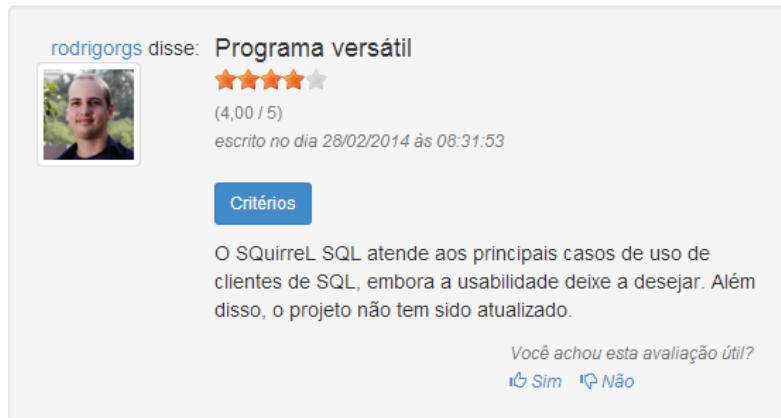 rodrigorgs disse:
Programa versátil
(4,00 / 5)
escrito no dia 28/02/2014 às 08:31:53
Critérios
O SQuirreL SQL atende aos principais casos de uso de
clientes de SQL, embora a usabilidade deixe a desejar. Além
disso, o projeto não tem sido atualizado.
Você achou esta avaliação útil?
Sim Não